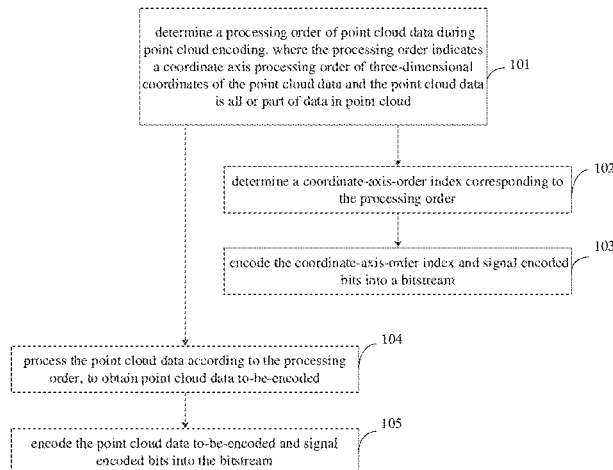 determine a processing order of point cloud data during
point cloud encoding, where the processing order indicates
a coordinate axis processing order of three-dimensional
coordinates of the point cloud data and the point cloud data
is all or part of data in point cloud
101
102
determine a coordinate-axis-order index corresponding to
the processing order
103
encode the coordinate-axis-order index and signal encoded
bits into a bitstream
104
process the point cloud data according to the processing
order, to obtain point cloud data to-be-encoded
105
encode the point cloud data to-be-encoded and signal
encoded bits into the bitstream